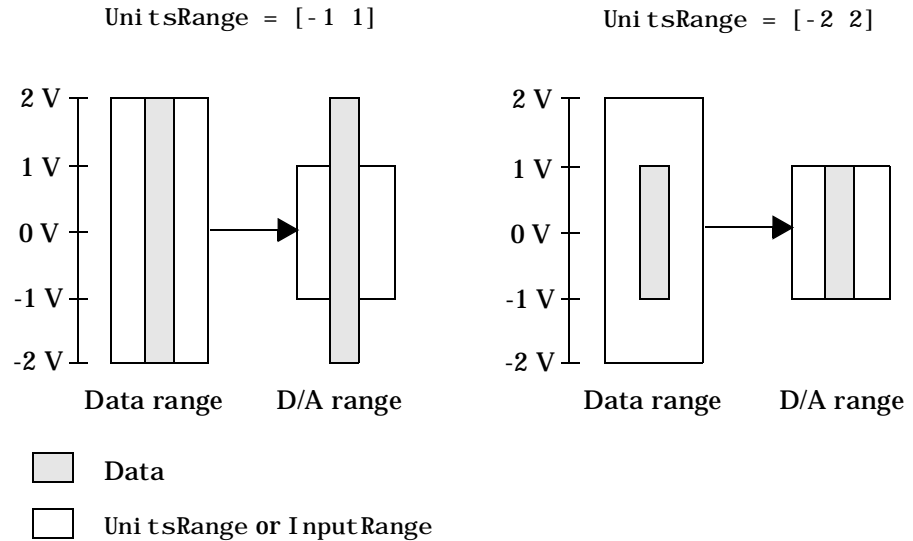 UnitsRange = [-1 1]
UnitsRange = [-2 2]
2 V
1 V
0 V
-1 V
-2 V
Data range
D/A range
2 V
1 V
0 V
-1 V
-2 V
Data range
D/A range
Data
UnitsRange or InputRange